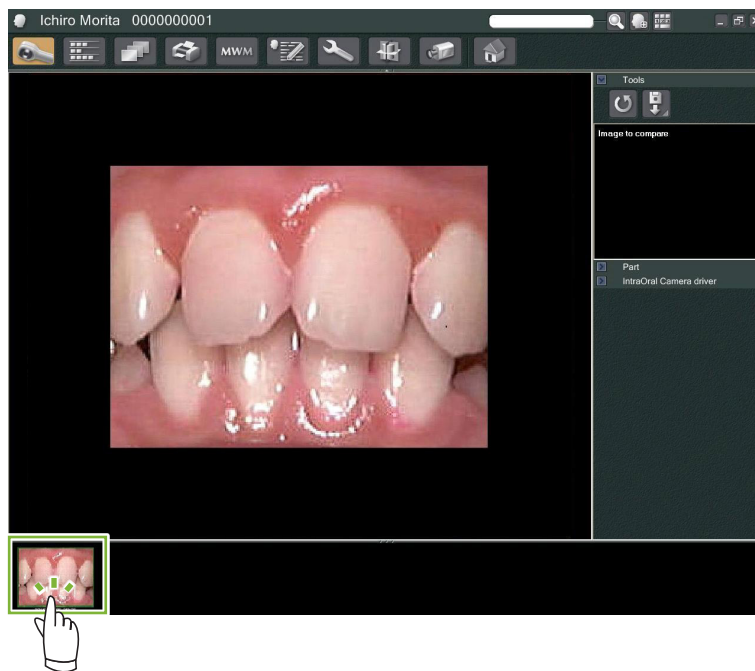 Ichiro Morita 0000000001
MWM
Tools
Image to compare
Part
IntraOral Camera driver